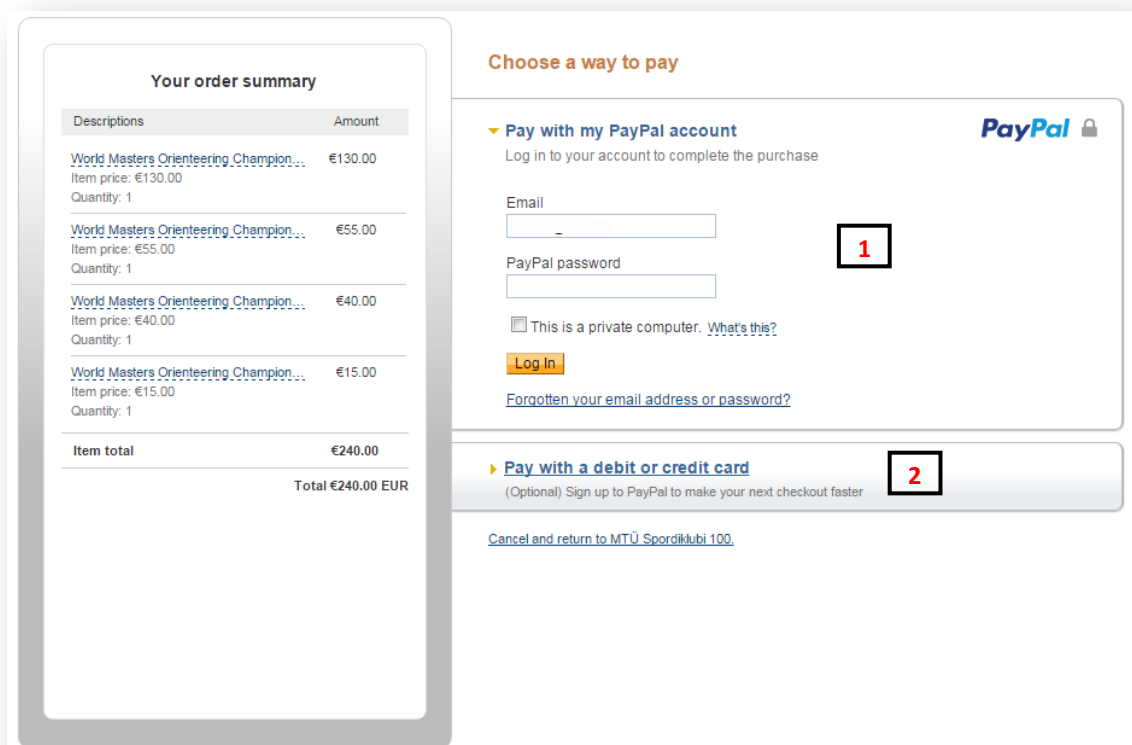 Your order summary
Descriptions Amount
World Masters Orienteering Champion... €130.00
Item price: €130.00
Quantity: 1
World Masters Orienteering Champion... €55.00
Item price: €55.00
Quantity: 1
World Masters Orienteering Champion... €40.00
Item price: €40.00
Quantity: 1
World Masters Orienteering Champion... €15.00
Item price: €15.00
Quantity: 1
Item total €240.00
Total €240.00 EUR
Choose a way to pay
Pay with my PayPal account
PayPal
Log in to your account to complete the purchase
Email
_
1
PayPal password
This is a private computer. What's this?
Log In
Forgotten your email address or password?
Pay with a debit or credit card
2
(Optional) Sign up to PayPal to make your next checkout faster
Cancel and return to MTÜ Spordiklubi 100.